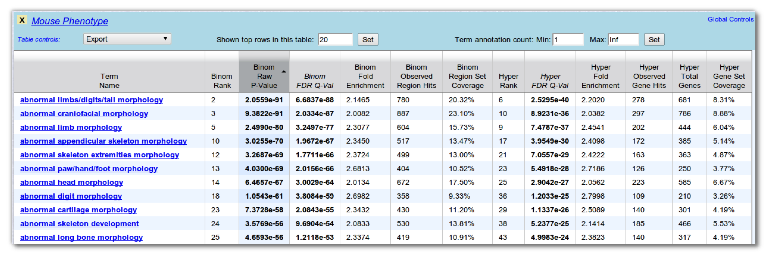 X Mouse Phenotype
Global Controls
Table controls: Export Shown top rows in this table: 20 Set Term annotation count: Min: 1 Max: Inf Set
Term Name Binom Rank Binom Raw P-Value Binom FDR Q-Val Binom Fold Enrichment Binom Observed Region Hits Binom Region Set Coverage Hyper Rank Hyper FDR Q-Val Hyper Fold Enrichment Hyper Observed Gene Hits Hyper Total Genes Hyper Gene Set Coverage
abnormal limbs/digits/tail morphology 2 2.0559e-91 6.6837e-88 2.1465 780 20.32% 6 2.5295e-40 2.2020 278 681 8.31%
abnormal craniofacial morphology 3 9.3822e-91 2.0334e-87 2.0082 887 23.10% 10 8.9231e-36 2.0382 297 786 8.88%
abnormal limb morphology 5 2.4990e-80 3.2497e-77 2.3077 604 15.73% 9 7.4787e-37 2.4541 202 444 6.04%
abnormal appendicular skeleton morphology 10 3.0255e-70 1.9672e-67 2.3450 517 13.47% 17 3.9549e-30 2.4098 172 385 5.14%
abnormal skeleton extremities morphology 12 3.2687e-69 1.7711e-66 2.3724 499 13.00% 21 7.0557e-29 2.4222 163 363 4.87%
abnormal paw/hand/foot morphology 13 4.0300e-69 2.0156e-66 2.6813 404 10.52% 23 5.4918e-28 2.7186 126 250 3.77%
abnormal head morphology 14 6.4657e-67 3.0029e-64 2.0134 672 17.50% 25 2.9042e-27 2.0562 223 585 6.67%
abnormal digit morphology 18 1.0543e-61 3.8084e-59 2.6982 358 9.33% 36 1.2033e-25 2.7998 109 210 3.26%
abnormal cartilage morphology 23 7.3728e-58 2.0843e-55 2.3432 430 11.20% 29 1.1337e-26 2.5089 140 301 4.19%
abnormal skeleton development 24 3.5769e-56 9.6904e-54 2.0833 530 13.81% 38 5.2377e-25 2.1414 185 466 5.53%
abnormal long bone morphology 25 4.6593e-56 1.2118e-53 2.3374 419 10.91% 43 4.9983e-24 2.3823 140 317 4.19%